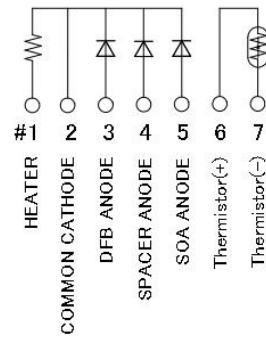 #1 2 3 4 5 6 7
HEATER
COMMON CATHODE
DFB ANODE
SPACER ANODE
SOA ANODE
Thermistor(+)
Thermistor(−)